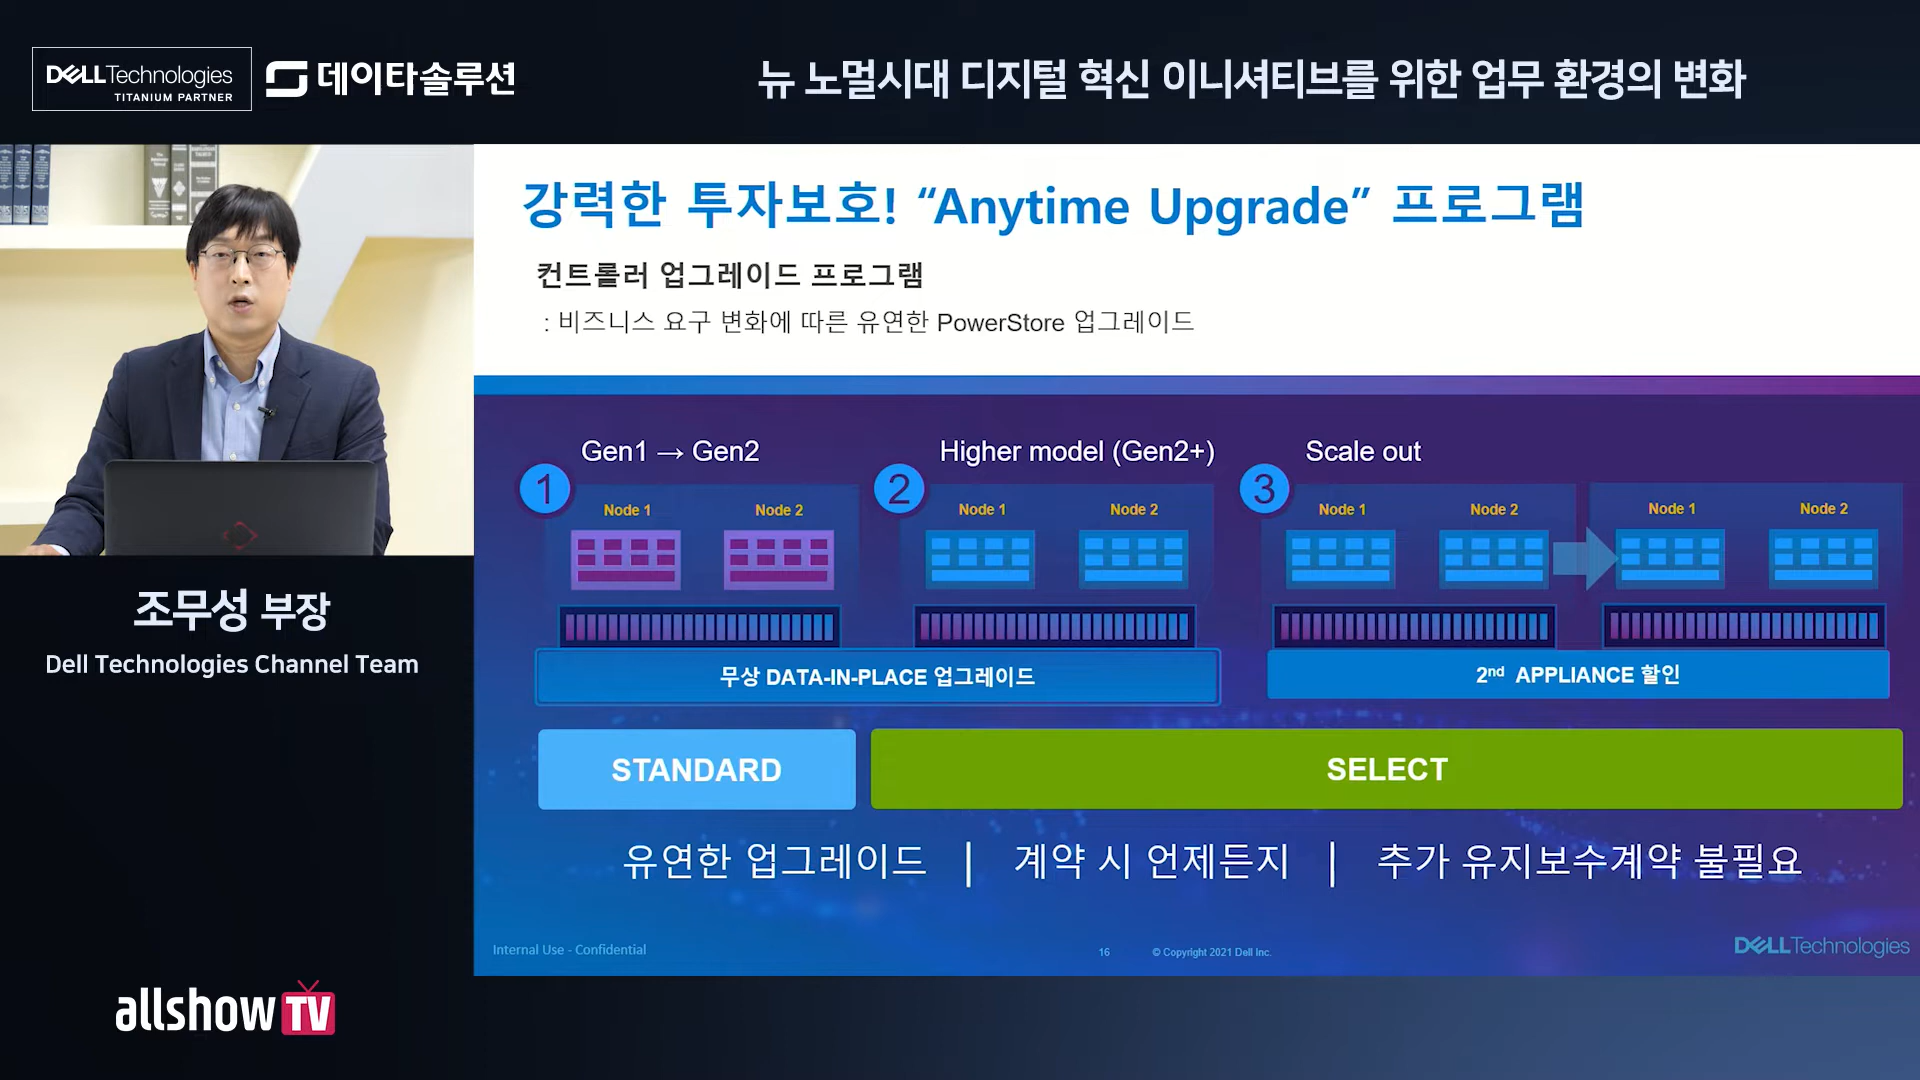 DELLTechnologies
TITANIUM PARTNER
데이타솔루션
뉴 노멀시대 디지털 혁신 이니셔티브를 위한 업무 환경의 변화
강력한 투자보호! “Anytime Upgrade” 프로그램
컨트롤러 업그레이드 프로그램
: 비즈니스 요구 변화에 따른 유연한 PowerStore 업그레이드
Gen1 → Gen2
Higher model (Gen2+)
Scale out
1
2
3
Node 1
Node 2
Node 1
Node 2
Node 1
Node 2
Node 1
Node 2
무상 DATA-IN-PLACE 업그레이드
2nd APPLIANCE 할인
STANDARD
SELECT
유연한 업그레이드 | 계약 시 언제든지 | 추가 유지보수계약 불필요
Internal Use - Confidential
16
© Copyright 2021 Dell Inc.
DELLTechnologies
조무성 부장
Dell Technologies Channel Team
allshowTV